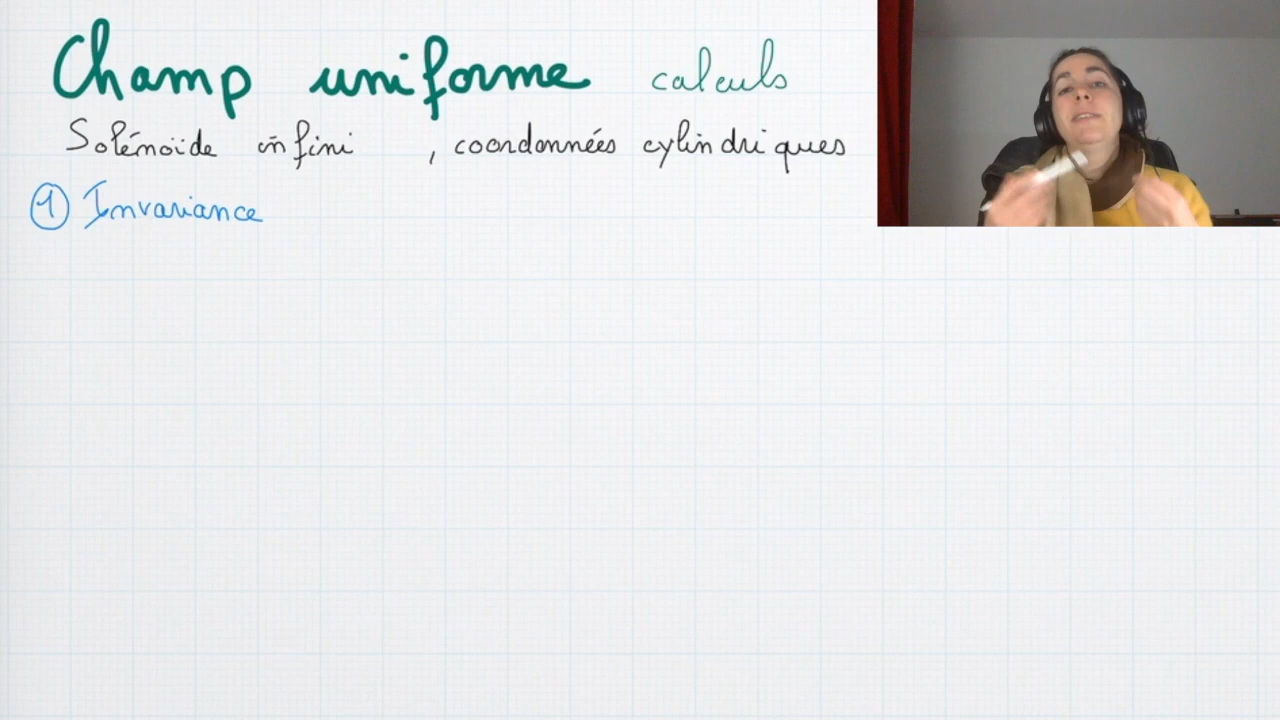 Champ uniforme calculs
Solénoïde infini , coordonnées cylindriques
① Invariance